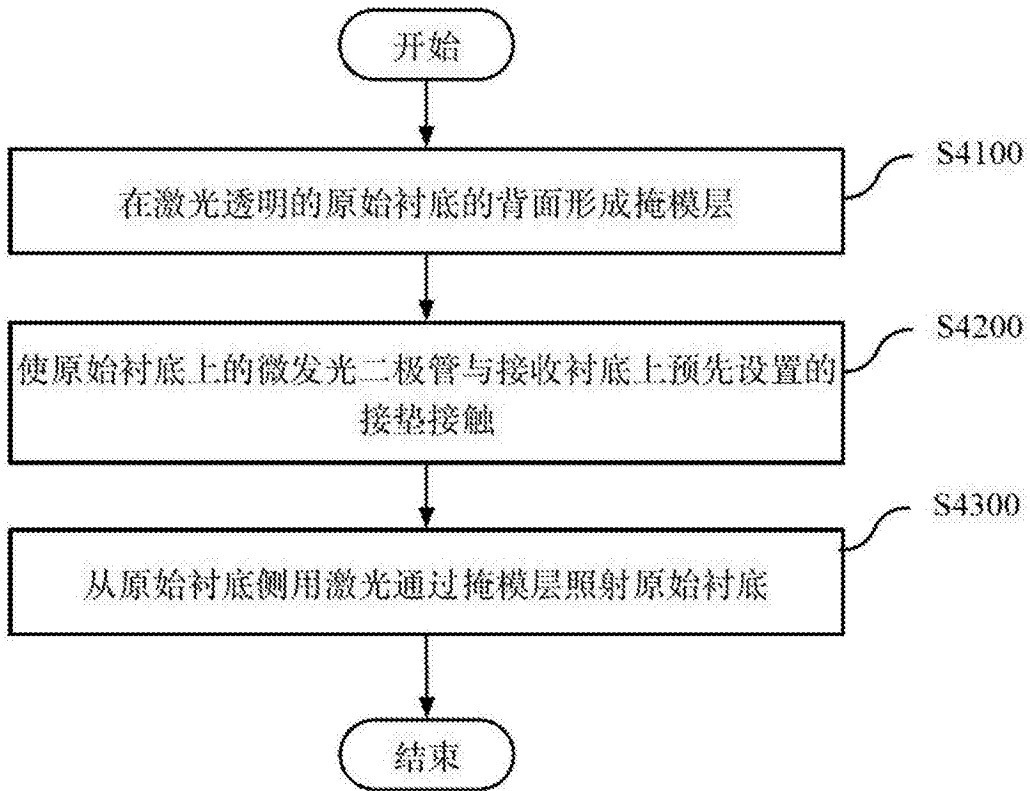 开始
S4100
在激光透明的原始衬底的背面形成掩模层
S4200
使原始衬底上的微发光二极管与接收衬底上预先设置的
接垫接触
S4300
从原始衬底侧用激光通过掩模层照射原始衬底
结束